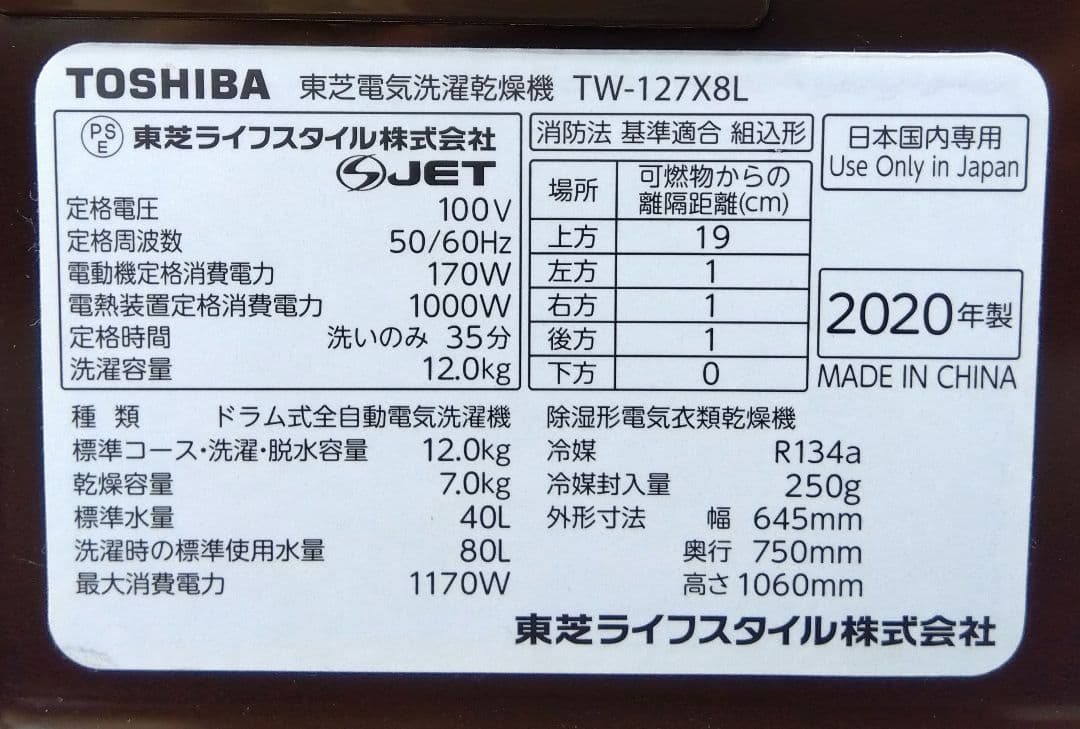 TOSHIBA 東芝電気洗濯乾燥機 TW-127X8L
PS
E
東芝ライフスタイル株式会社
SJET
定格電圧 100V
定格周波数 50/60Hz
電動機定格消費電力 170W
電熱装置定格消費電力 1000W
定格時間 洗いのみ 35分
洗濯容量 12.0kg
消防法 基準適合 組込形
場所 可燃物からの
離隔距離(cm)
上方 19
左方 1
右方 1
後方 1
下方 0
日本国内専用
Use Only in Japan
2020年製
MADE IN CHINA
種 類 ドラム式全自動電気洗濯機
標準コース・洗濯・脱水容量 12.0kg
乾燥容量 7.0kg
標準水量 40L
洗濯時の標準使用水量 80L
最大消費電力 1170W
除湿形電気衣類乾燥機
冷媒 R134a
冷媒封入量 250g
外形寸法 幅 645mm
奥行 750mm
高さ 1060mm
東芝ライフスタイル株式会社